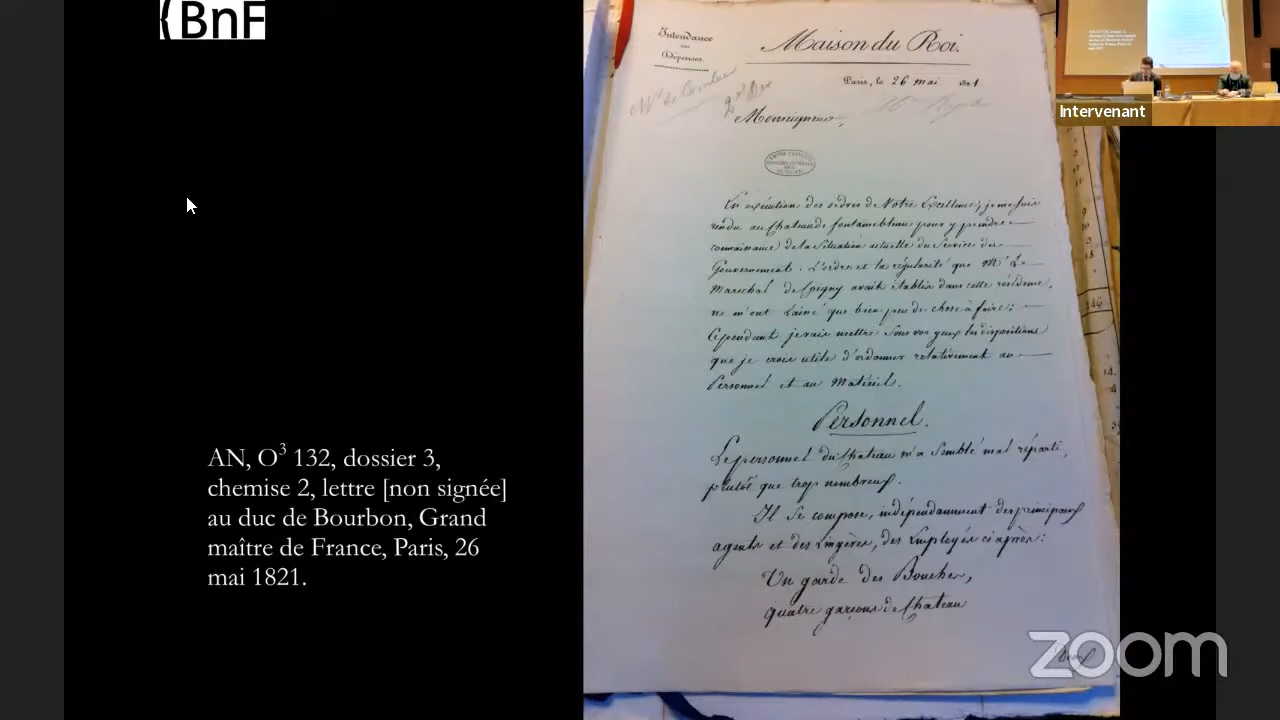 {BnF
Intendance
des
Dépenses.
Maison du Roi.
Paris, le 26 mai 1821.
Monseigneur,
En exécution des ordres de Votre Excellence, je me suis
rendu au Chateau de fontainebleau pour y prendre
connaissance de la Situation actuelle du Service du
Gouvernement. L'ordre et la régularité que Mr. Le
Marechal de Coigny avait établis dans cette résidence,
ne m'ont laissé que bien peu de chose à faire;
Cependant je vais mettre sous vos yeux les dispositions
que je crois utile d'ordonner relativement au
Personnel et au Matériel.
Personnel.
Le personnel du Chateau m'a semblé mal réparti,
plutôt que trop nombreux.
Il se compose, indépendamment des principaux
agents et des Lingères, des Employés ci après:
Un garde des Bouches,
quatre garçons de Chateau
AN, O3 132, dossier 3,
chemise 2, lettre [non signée]
au duc de Bourbon, Grand
maître de France, Paris, 26
mai 1821.
Intervenant
zoom